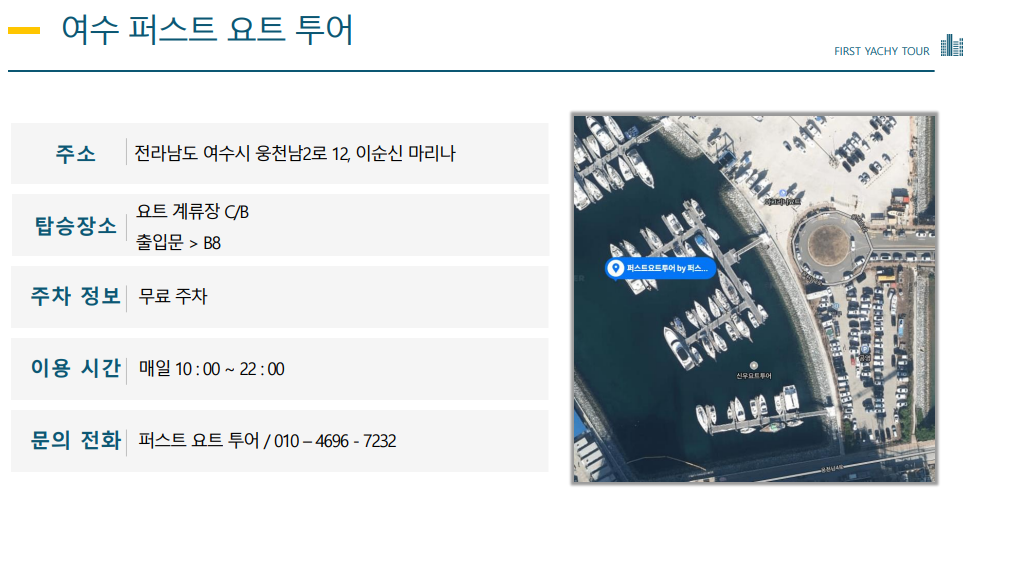 여수 퍼스트 요트 투어
FIRST YACHY TOUR
주소
전라남도 여수시 웅천남2로 12, 이순신 마리나
탑승장소
요트 계류장 C/B
출입문 > B8
주차 정보
무료 주차
이용 시간
매일 10 : 00 ~ 22 : 00
문의 전화
퍼스트 요트 투어 / 010 – 4696 - 7232
퍼스트요트투어 by 퍼스...
신우요트투어